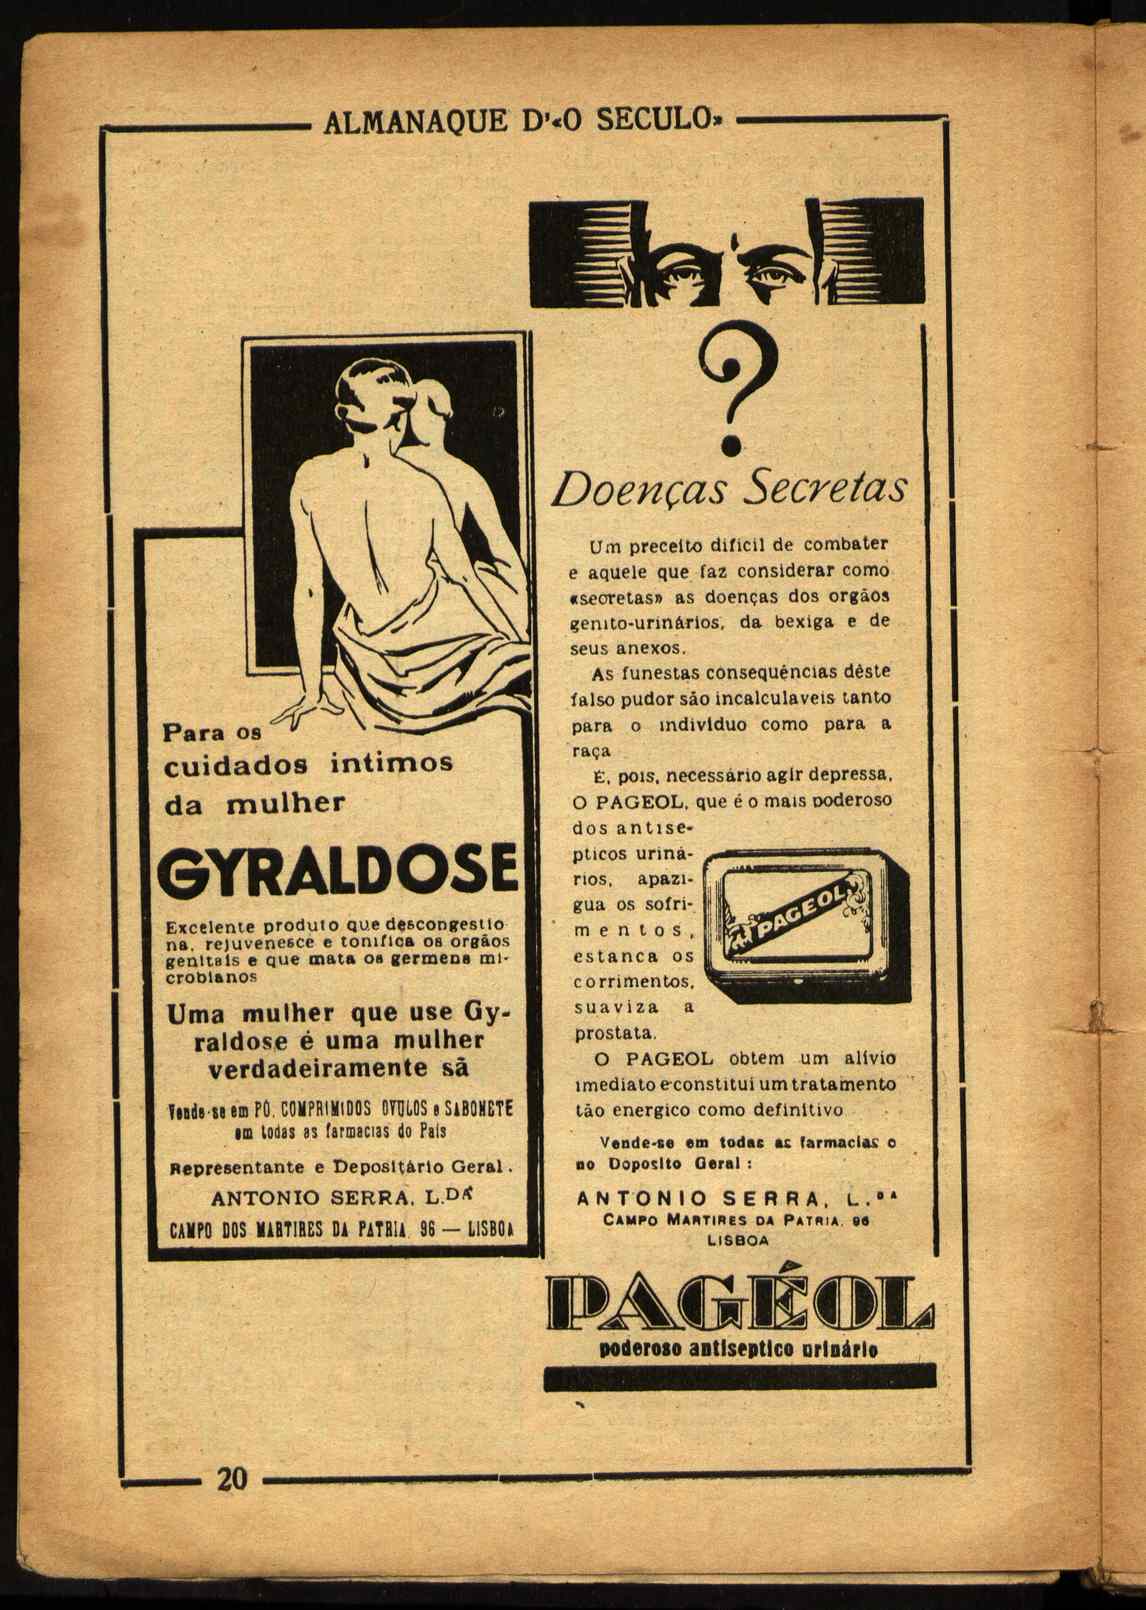 ALMANAQUE D'«O SECULO»
Para os
cuidados intimos
da mulher
GYRALDOSE
Excelente produto que descongestio-
na, rejuvenesce e tonifica os orgãos
genitais e que mata os germens mi-
crobianos
Uma mulher que use Gy-
raldose é uma mulher
verdadeiramente sã
Vende-se em PÓ, COMPRIMIDOS OVULOS e SABONETE
em todas as farmacias do Pais
Representante e Depositário Geral.
ANTONIO SERRA, L.DA
CAMPO DOS MARTIRES DA PATRIA, 96 — LISBOA
?
Doenças Secretas
Um preceito dificil de combater
e aquele que faz considerar como
«secretas» as doenças dos orgãos
genito-urinários, da bexiga e de
seus anexos.
As funestas consequências dêste
falso pudor são incalculaveis tanto
para o individuo como para a
raça
E, pois, necessário agir depressa,
O PAGEOL, que é o mais poderoso
dos antise-
pticos uriná-
rios, apazi-
gua os sofri-
mentos,
estanca os
corrimentos,
suaviza a
prostata.
PAGEOL
O PAGEOL obtem um alívio
imediato e constitui um tratamento
tão energico como definitivo
Vende-se em todas as farmacias e
no Deposito Geral:
ANTONIO SERRA, L.DA
CAMPO MARTIRES DA PATRIA, 96
LISBOA
PAGÉOL
poderoso antiseptico urinário
20